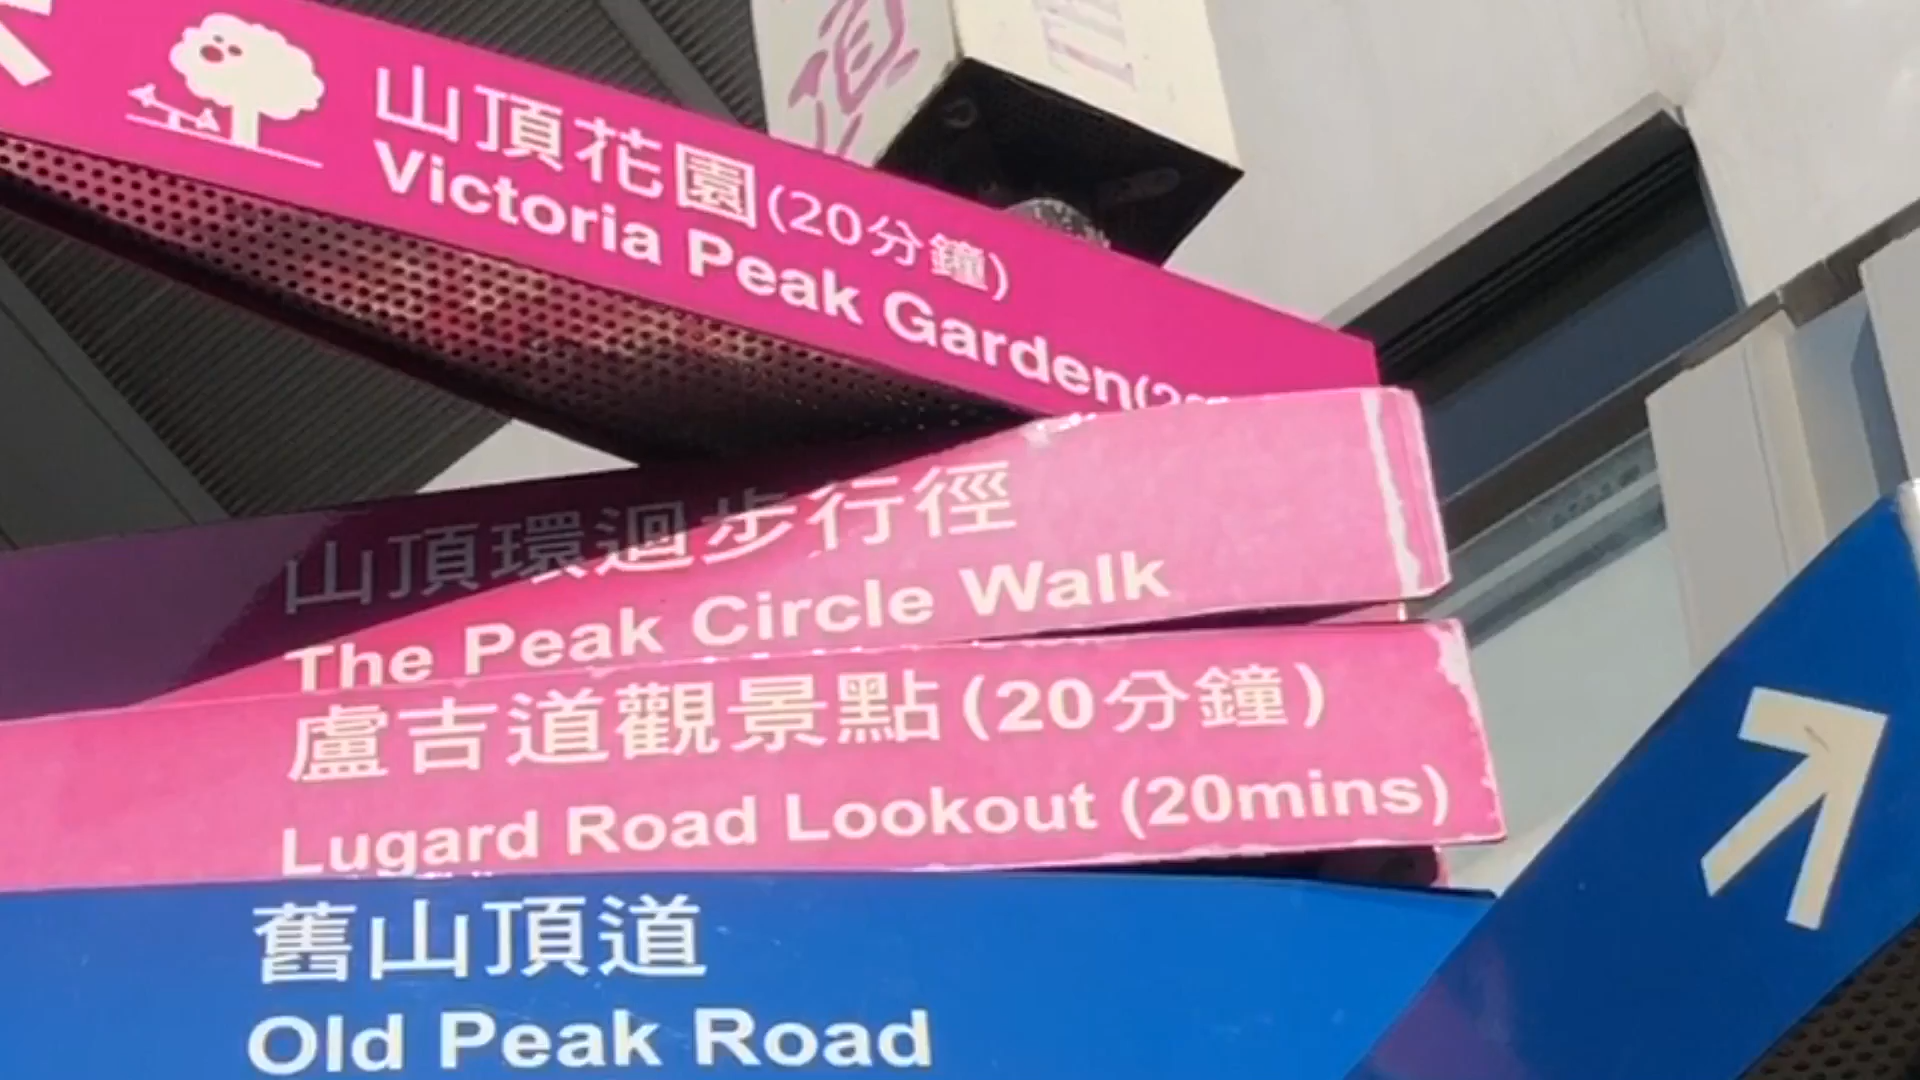 頂
山頂花園(20分鐘)
Victoria Peak Garden
山頂環迴步行徑
The Peak Circle Walk
盧吉道觀景點(20分鐘)
Lugard Road Lookout (20mins)
舊山頂道
Old Peak Road